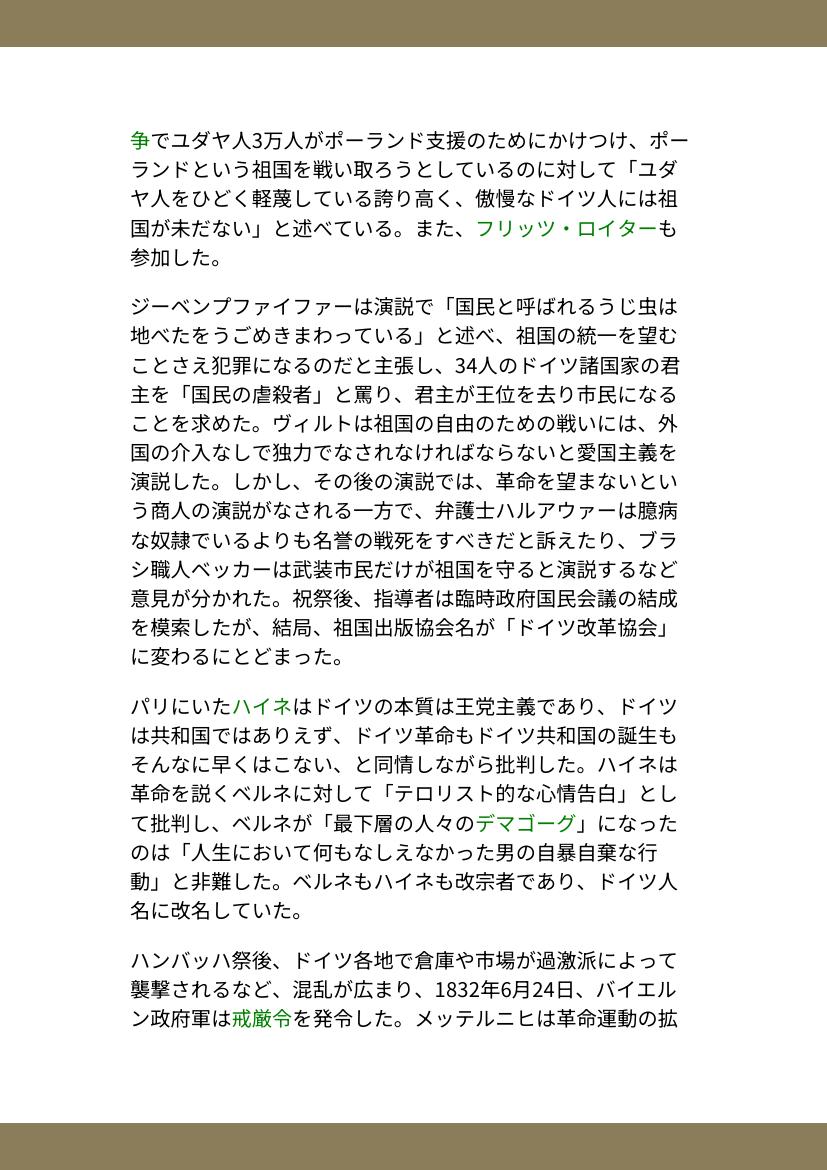 争でユダヤ人3万人がポーランド支援のためにかけつけ、ポー
ランドという祖国を戦い取ろうとしているのに対して「ユダ
ヤ人をひどく軽蔑している誇り高く、傲慢なドイツ人には祖
国が未だない」と述べている。また、フリッツ・ロイターも
参加した。
ジーベンプファイファーは演説で「国民と呼ばれるうじ虫は
地べたをうごめきまわっている」と述べ、祖国の統一を望む
ことさえ犯罪になるのだと主張し、34人のドイツ諸国家の君
主を「国民の虐殺者」と罵り、君主が王位を去り市民になる
ことを求めた。ヴィルトは祖国の自由のための戦いには、外
国の介入なしで独力でなされなければならないと愛国主義を
演説した。しかし、その後の演説では、革命を望まないとい
う商人の演説がなされる一方で、弁護士ハルアウァーは臆病
な奴隷でいるよりも名誉の戦死をすべきだと訴えたり、ブラ
シ職人ベッカーは武装市民だけが祖国を守ると演説するなど
意見が分かれた。祝祭後、指導者は臨時政府国民会議の結成
を模索したが、結局、祖国出版協会名が「ドイツ改革協会」
に変わるにとどまった。
パリにいたハイネはドイツの本質は王党主義であり、ドイツ
は共和国ではありえず、ドイツ革命もドイツ共和国の誕生も
そんなに早くはこない、と同情しながら批判した。ハイネは
革命を説くベルネに対して「テロリスト的な心情告白」とし
て批判し、ベルネが「最下層の人々のデマゴーグ」になった
のは「人生において何もなしえなかった男の自暴自棄な行
動」と非難した。ベルネもハイネも改宗者であり、ドイツ人
名に改名していた。
ハンバッハ祭後、ドイツ各地で倉庫や市場が過激派によって
襲撃されるなど、混乱が広まり、1832年6月24日、バイエル
ン政府軍は戒厳令を発令した。メッテルニヒは革命運動の拡